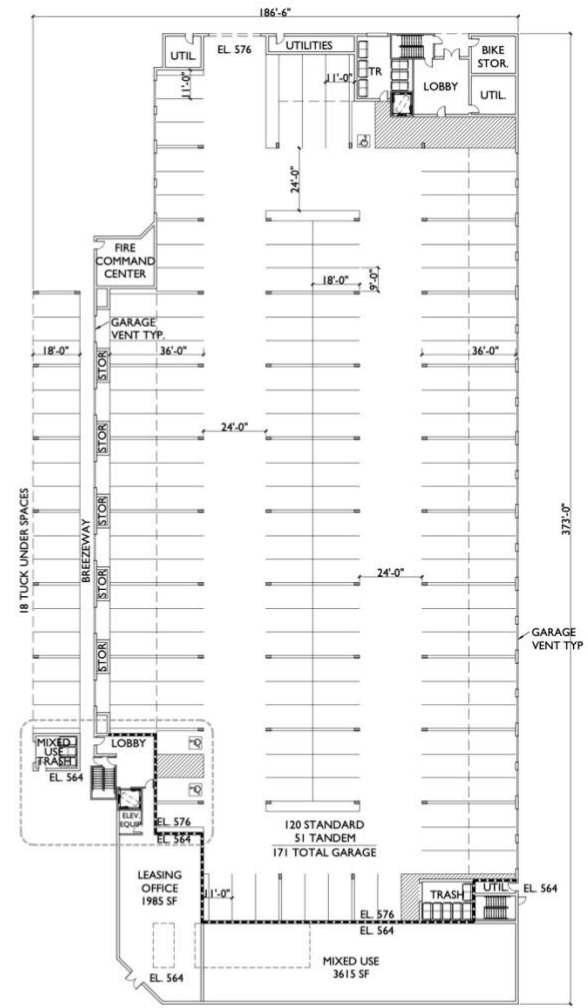 186'-6"
UTIL.
EL. 576
UTILITIES
TR
LOBBY
BIKE
STOR.
UTIL.
11'-0"
11'-0"
24'-0"
FIRE
COMMAND
CENTER
18'-0"
9'-0"
GARAGE
VENT TYP.
18'-0"
36'-0"
STOR
36'-0"
24'-0"
STOR
18 TUCK UNDER SPACES
BREEZEWAY
STOR
373'-0"
STOR
24'-0"
GARAGE
VENT TYP
STOR
MIXED
USE
TRASH
LOBBY
EL. 564
ELEV.
EQUIP.
EL. 576
EL. 564
120 STANDARD
51 TANDEM
171 TOTAL GARAGE
LEASING
OFFICE
1985 SF
11'-0"
TRASH
UTIL.
EL. 564
EL. 576
EL. 564
MIXED USE
3615 SF
EL. 564